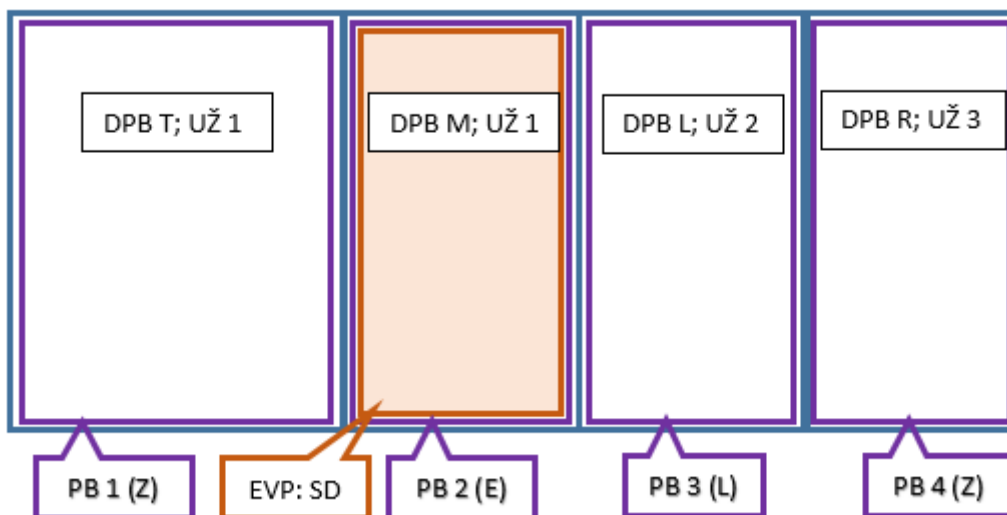 DPB T; UŽ 1
DPB M; UŽ 1
DPB L; UŽ 2
DPB R; UŽ 3
PB 1 (Z)
EVP: SD
PB 2 (E)
PB 3 (L)
PB 4 (Z)